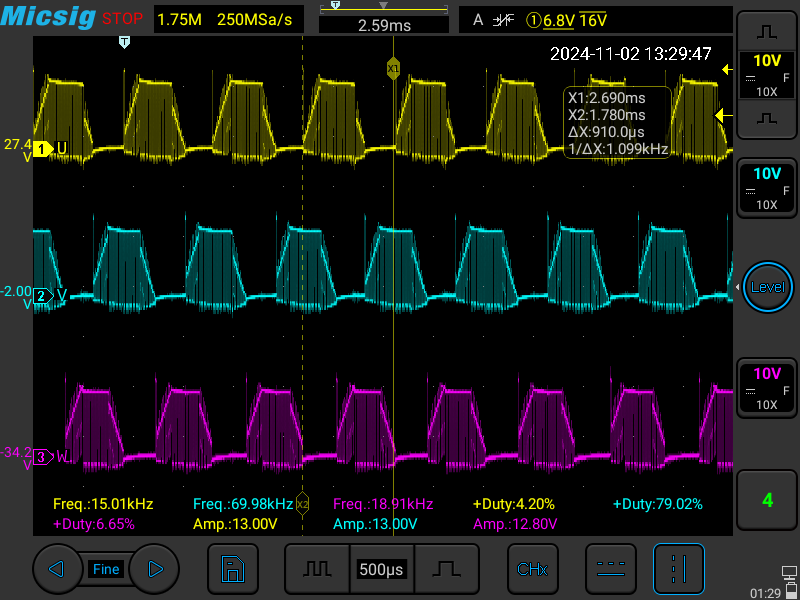 Micsig STOP 1.75M 250MSa/s T 2.59ms A 1 6.8V 16V
T
2024-11-02 13:29:47
X1
10V
F
10X
X1:2.690ms
X2:1.780ms
ΔX:910.0µs
1/ΔX:1.099kHz
27.4 V 1 U
10V
F
10X
-2.00 V 2 V
Level
10V
F
10X
-34.2 V 3 W
Freq.:15.01kHz Freq.:69.98kHz X2 Freq.:18.91kHz +Duty:4.20% +Duty:79.02%
+Duty:6.65% Amp.:13.00V Amp.:13.00V Amp.:12.80V
4
Fine 500µs CHx
01:29